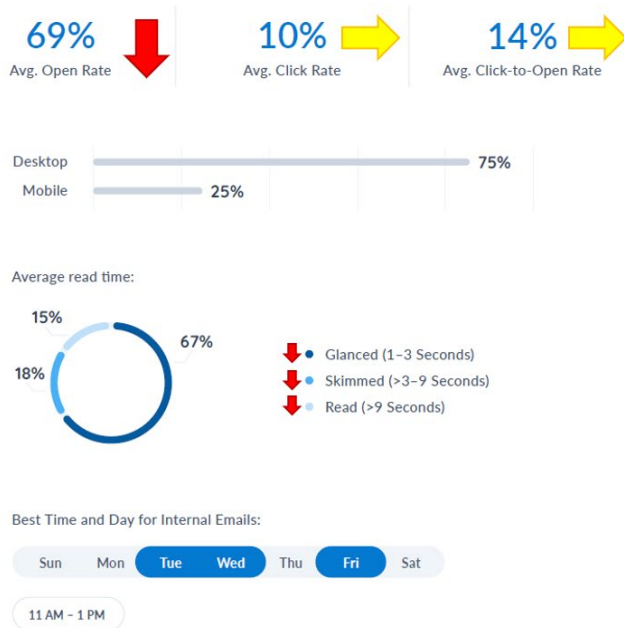 69% 10% 14%
Avg. Open Rate Avg. Click Rate Avg. Click-to-Open Rate
Desktop 75%
Mobile 25%
Average read time:
15%
67%
18%
Glanced (1–3 Seconds)
Skimmed (>3–9 Seconds)
Read (>9 Seconds)
Best Time and Day for Internal Emails:
Sun Mon Tue Wed Thu Fri Sat
11 AM – 1 PM